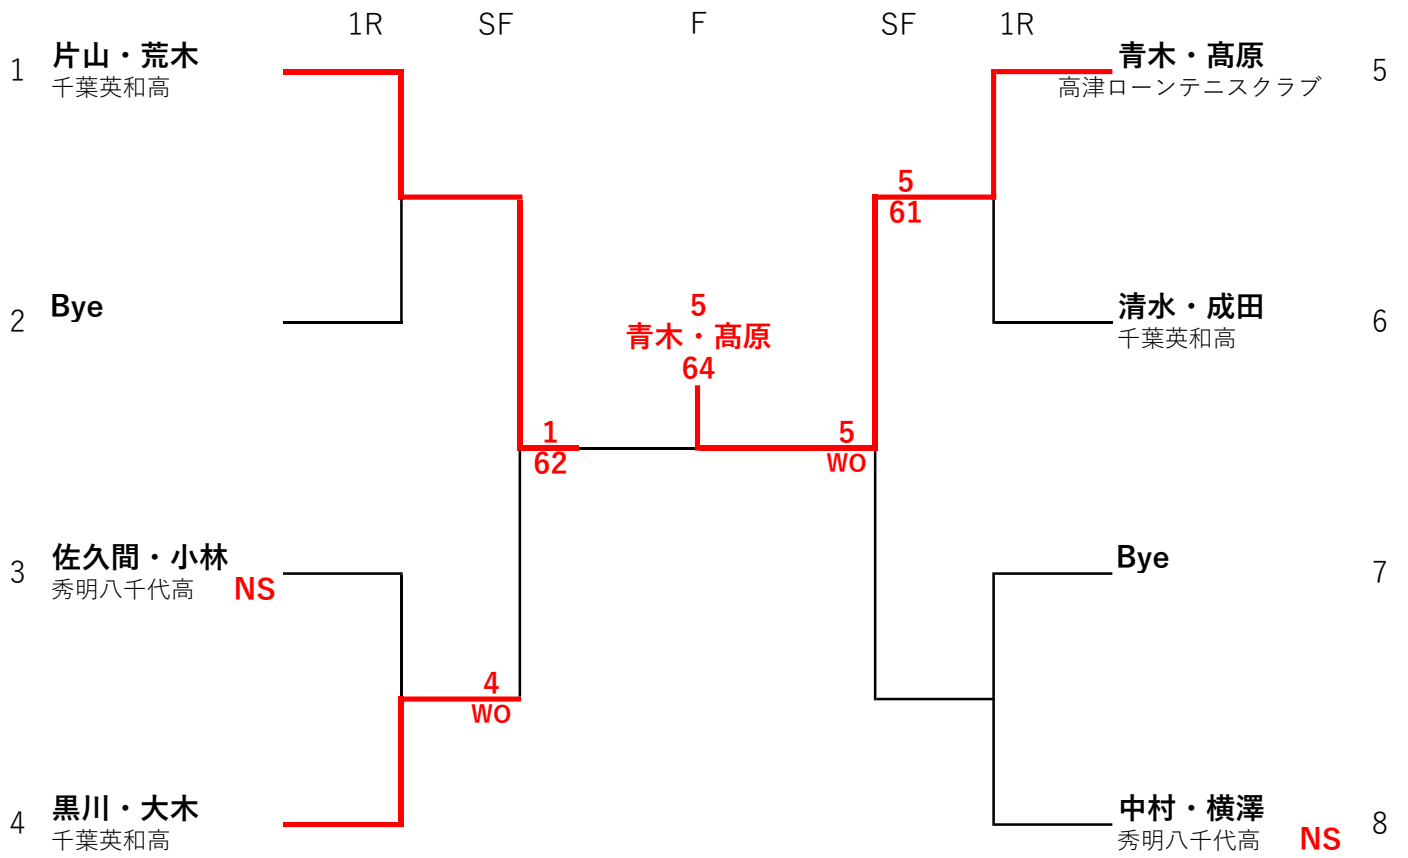 1R SF F SF 1R
1 片山・荒木
千葉英和高
2 Bye
3 佐久間・小林
秀明八千代高 NS
4 黒川・大木
千葉英和高
1
62
4
WO
5
青木・髙原
64
5
61
5
WO
青木・髙原 5
高津ローンテニスクラブ
清水・成田 6
千葉英和高
Bye 7
中村・横澤 8
秀明八千代高 NS